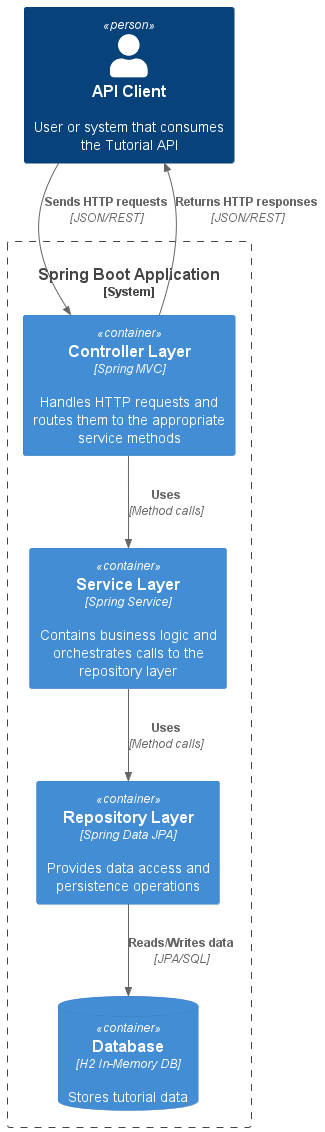 «person»
API Client
User or system that consumes
the Tutorial API
Sends HTTP requests
[JSON/REST]
Returns HTTP responses
[JSON/REST]
Spring Boot Application
[System]
«container»
Controller Layer
[Spring MVC]
Handles HTTP requests and
routes them to the appropriate
service methods
Uses
[Method calls]
«container»
Service Layer
[Spring Service]
Contains business logic and
orchestrates calls to the
repository layer
Uses
[Method calls]
«container»
Repository Layer
[Spring Data JPA]
Provides data access and
persistence operations
Reads/Writes data
[JPA/SQL]
«container»
Database
[H2 In-Memory DB]
Stores tutorial data